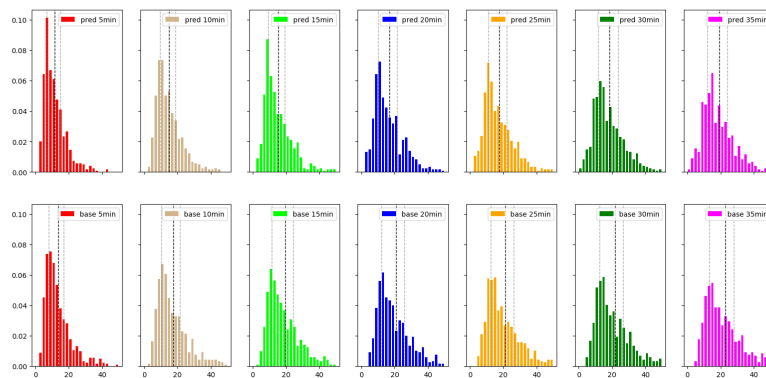 pred 5min
pred 10min
pred 15min
pred 20min
pred 25min
pred 30min
pred 35min
0.10
0.08
0.06
0.04
0.02
0.00
base 5min
base 10min
base 15min
base 20min
base 25min
base 30min
base 35min
0.10
0.08
0.06
0.04
0.02
0.00
0 20 40 0 20 40 0 20 40 0 20 40 0 20 40 0 20 40 0 20 40